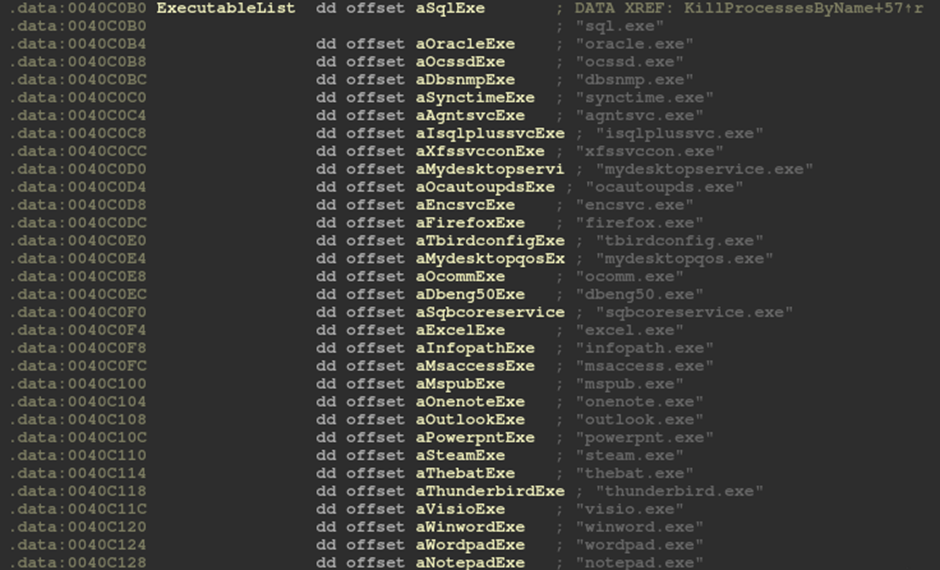 .data:0040C0B0 ExecutableList dd offset aSqlExe ; DATA XREF: KillProcessesByName+57↑r
.data:0040C0B0 ; "sql.exe"
.data:0040C0B4 dd offset aOracleExe ; "oracle.exe"
.data:0040C0B8 dd offset aOcssdExe ; "ocssd.exe"
.data:0040C0BC dd offset aDbsnmpExe ; "dbsnmp.exe"
.data:0040C0C0 dd offset aSynctimeExe ; "synctime.exe"
.data:0040C0C4 dd offset aAgntsvcExe ; "agntsvc.exe"
.data:0040C0C8 dd offset aIsqlplussvcExe ; "isqlplussvc.exe"
.data:0040C0CC dd offset aXfssvcconExe ; "xfssvccon.exe"
.data:0040C0D0 dd offset aMydesktopservi ; "mydesktopservice.exe"
.data:0040C0D4 dd offset aOcautoupdsExe ; "ocautoupds.exe"
.data:0040C0D8 dd offset aEncsvcExe ; "encsvc.exe"
.data:0040C0DC dd offset aFirefoxExe ; "firefox.exe"
.data:0040C0E0 dd offset aTbirdconfigExe ; "tbirdconfig.exe"
.data:0040C0E4 dd offset aMydesktopqosEx ; "mydesktopqos.exe"
.data:0040C0E8 dd offset aOcommExe ; "ocomm.exe"
.data:0040C0EC dd offset aDbeng50Exe ; "dbeng50.exe"
.data:0040C0F0 dd offset aSqbcoreservice ; "sqbcoreservice.exe"
.data:0040C0F4 dd offset aExcelExe ; "excel.exe"
.data:0040C0F8 dd offset aInfopathExe ; "infopath.exe"
.data:0040C0FC dd offset aMsaccessExe ; "msaccess.exe"
.data:0040C100 dd offset aMspubExe ; "mspub.exe"
.data:0040C104 dd offset aOnenoteExe ; "onenote.exe"
.data:0040C108 dd offset aOutlookExe ; "outlook.exe"
.data:0040C10C dd offset aPowerpntExe ; "powerpnt.exe"
.data:0040C110 dd offset aSteamExe ; "steam.exe"
.data:0040C114 dd offset aThebatExe ; "thebat.exe"
.data:0040C118 dd offset aThunderbirdExe ; "thunderbird.exe"
.data:0040C11C dd offset aVisioExe ; "visio.exe"
.data:0040C120 dd offset aWinwordExe ; "winword.exe"
.data:0040C124 dd offset aWordpadExe ; "wordpad.exe"
.data:0040C128 dd offset aNotepadExe ; "notepad.exe"